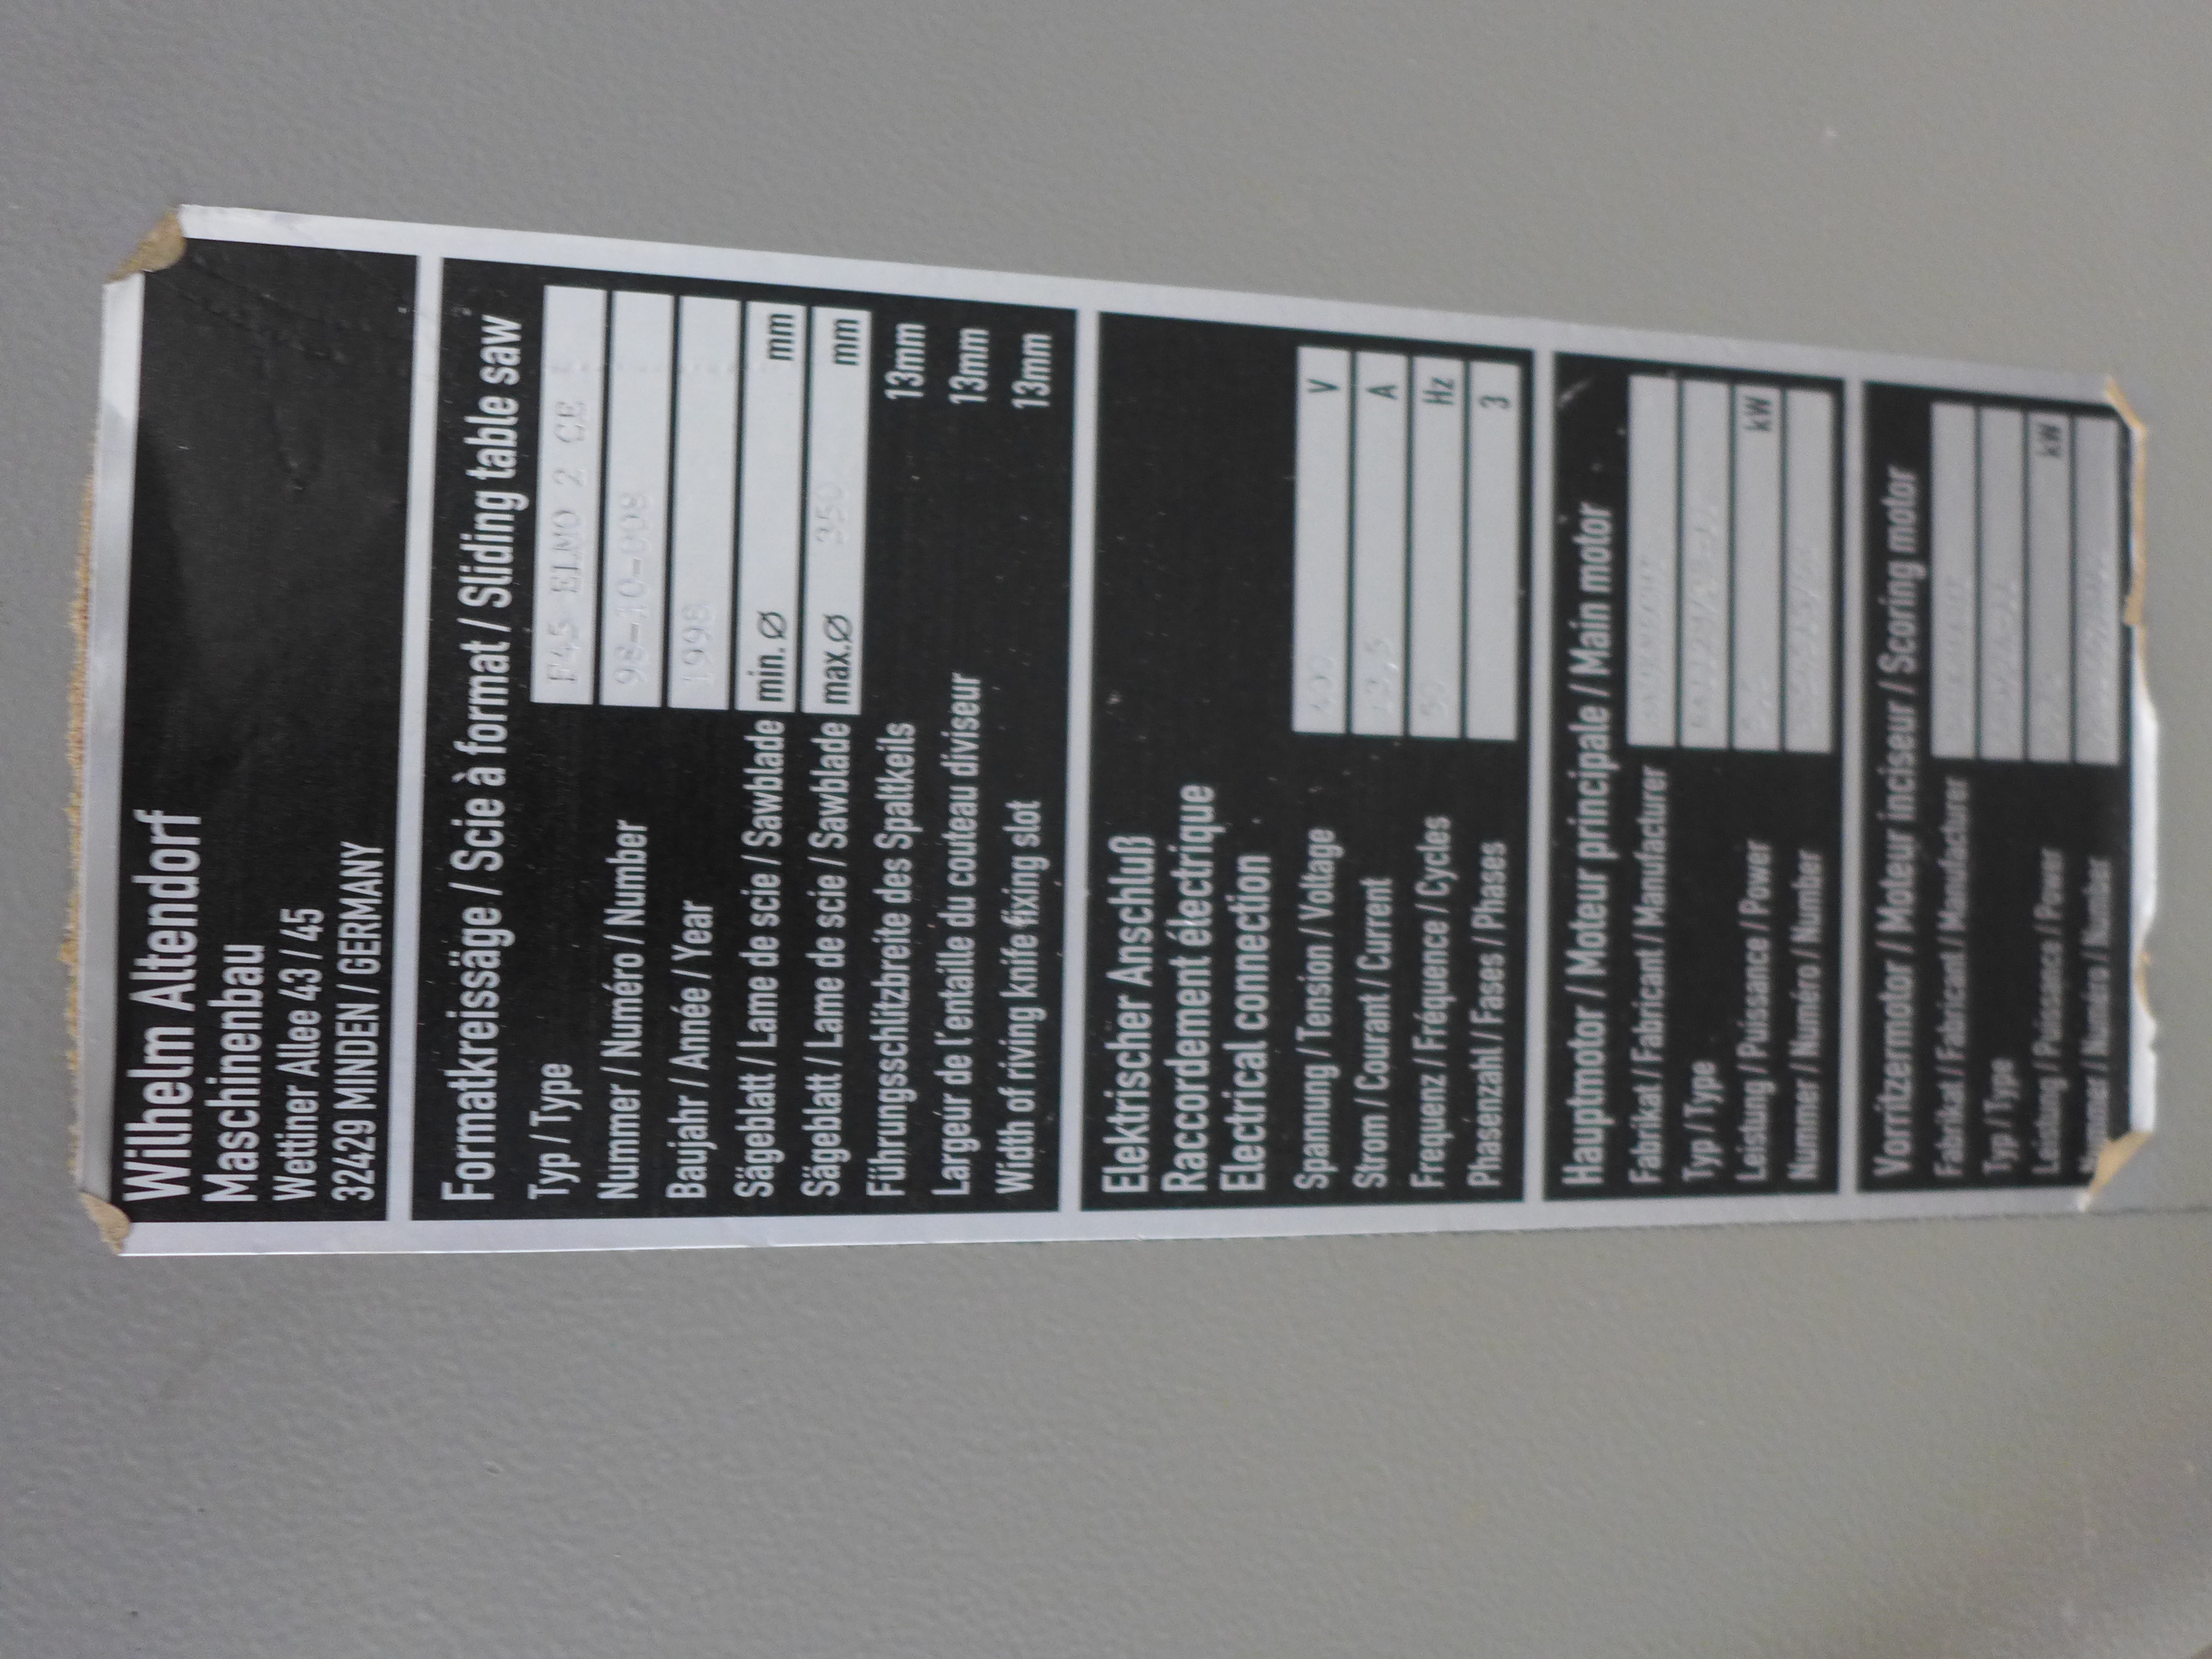 Wilhelm Altendorf
Maschinenbau
Wettiner Allee 43 / 45
32429 MINDEN / GERMANY
Formatkreissäge / Scie à format / Sliding table saw
Typ / Type F45 ELMO 2 CE
Nummer / Numéro / Number 98-10-008
Baujahr / Année / Year 1998
Sägeblatt / Lame de scie / Sawblade min. Ø mm
Sägeblatt / Lame de scie / Sawblade max.Ø 350 mm
Führungsschlitzbreite des Spaltkeils 13mm
Largeur de l'entaille du couteau diviseur 13mm
Width of riving knife fixing slot 13mm
Elektrischer Anschluß
Raccordement électrique
Electrical connection
Spannung / Tension / Voltage 400 V
Strom / Courant / Current A
Frequenz / Fréquence / Cycles 50 Hz
Phasenzahl / Fases / Phases 3
Hauptmotor / Moteur principale / Main motor
Fabrikat / Fabricant / Manufacturer
Typ / Type
Leistung / Puissance / Power kW
Nummer / Numéro / Number
Vorritzermotor / Moteur inciseur / Scoring motor
Fabrikat / Fabricant / Manufacturer
Typ / Type
Leistung / Puissance / Power kW
Nummer / Numéro / Number